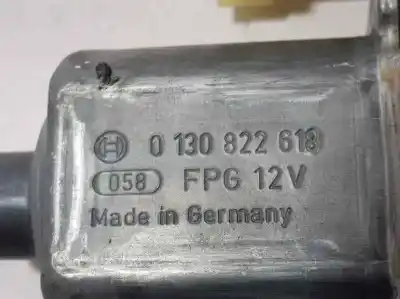 0 130 822 618
058 FPG 12V
Made in Germany